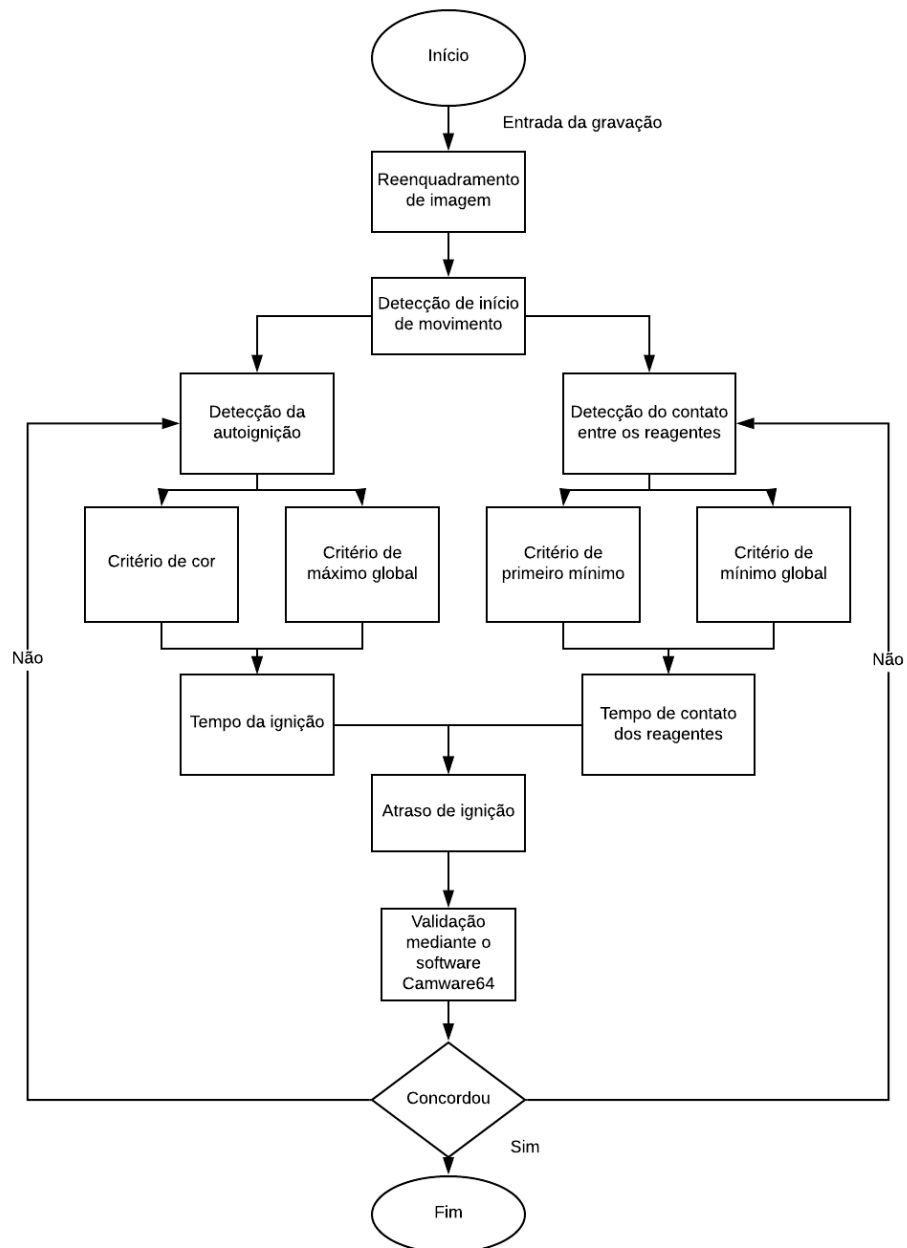 Início
Entrada da gravação
Reenquadramento
de imagem
Detecção de início
de movimento
Detecção da
autoignição
Detecção do contato
entre os reagentes
Critério de cor
Critério de
máximo global
Critério de
primeiro mínimo
Critério de
mínimo global
Não
Não
Tempo da ignição
Tempo de contato
dos reagentes
Atraso de ignição
Validação
mediante o
software
Camware64
Concordou
Sim
Fim